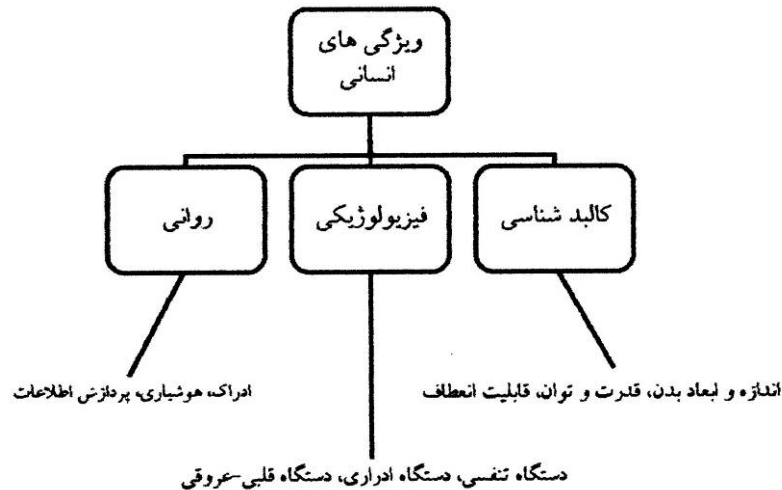 ویژگی های
انسانی
کالبد شناسی
فیزیولوژیکی
روانی
اندازه و ابعاد بدن، قدرت و توان، قابلیت انعطاف
ادراک، هوشیاری، پردازش اطلاعات
دستگاه تنفسی، دستگاه ادراری، دستگاه قلبی-عروقی